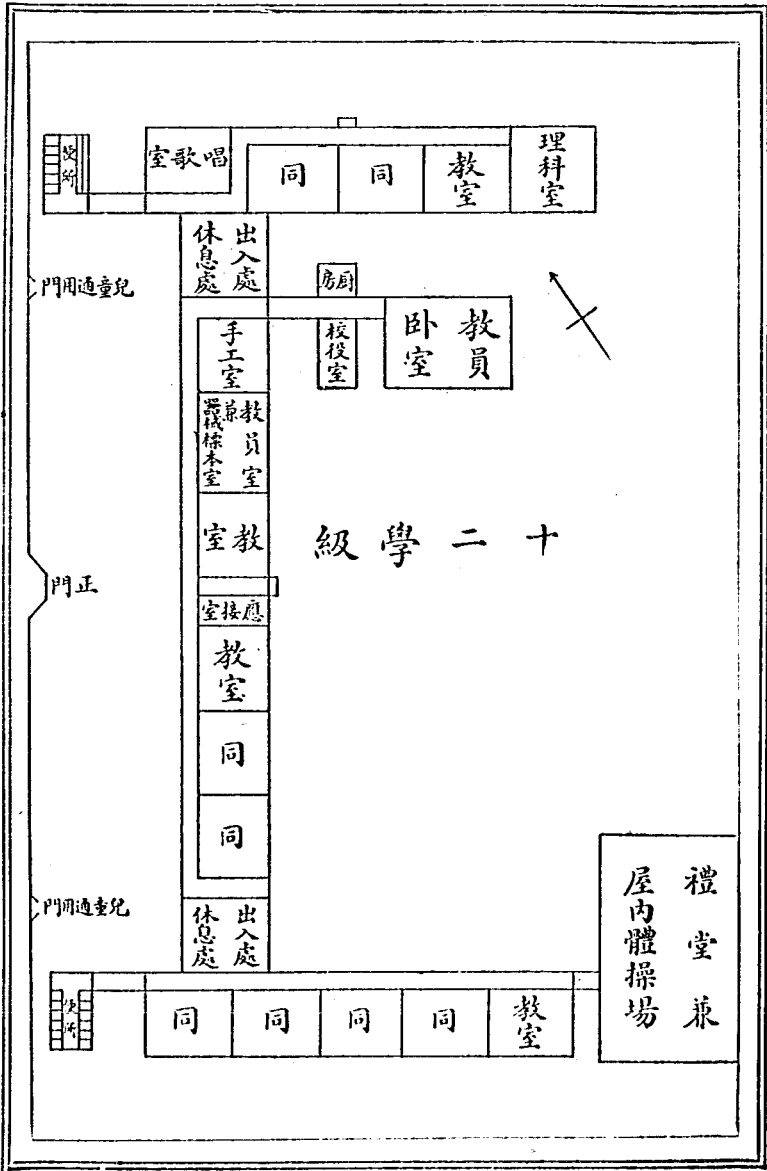 理科室
教室
同
同
唱歌室
便所
出入處
休息處
兒童通用門
廚房
教員
卧室
校役室
手工室
教員室
兼
器械標本室
教室
十二學級
正門
應接室
教室
同
同
兒童通用門
出入處
休息處
禮堂兼
屋內體操場
教室
同
同
同
同
便所